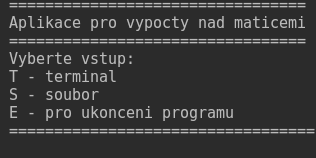 =================================
Aplikace pro vypocty nad maticemi
=================================
Vyberte vstup:
T - terminal
S - soubor
E - pro ukonceni programu
==================================